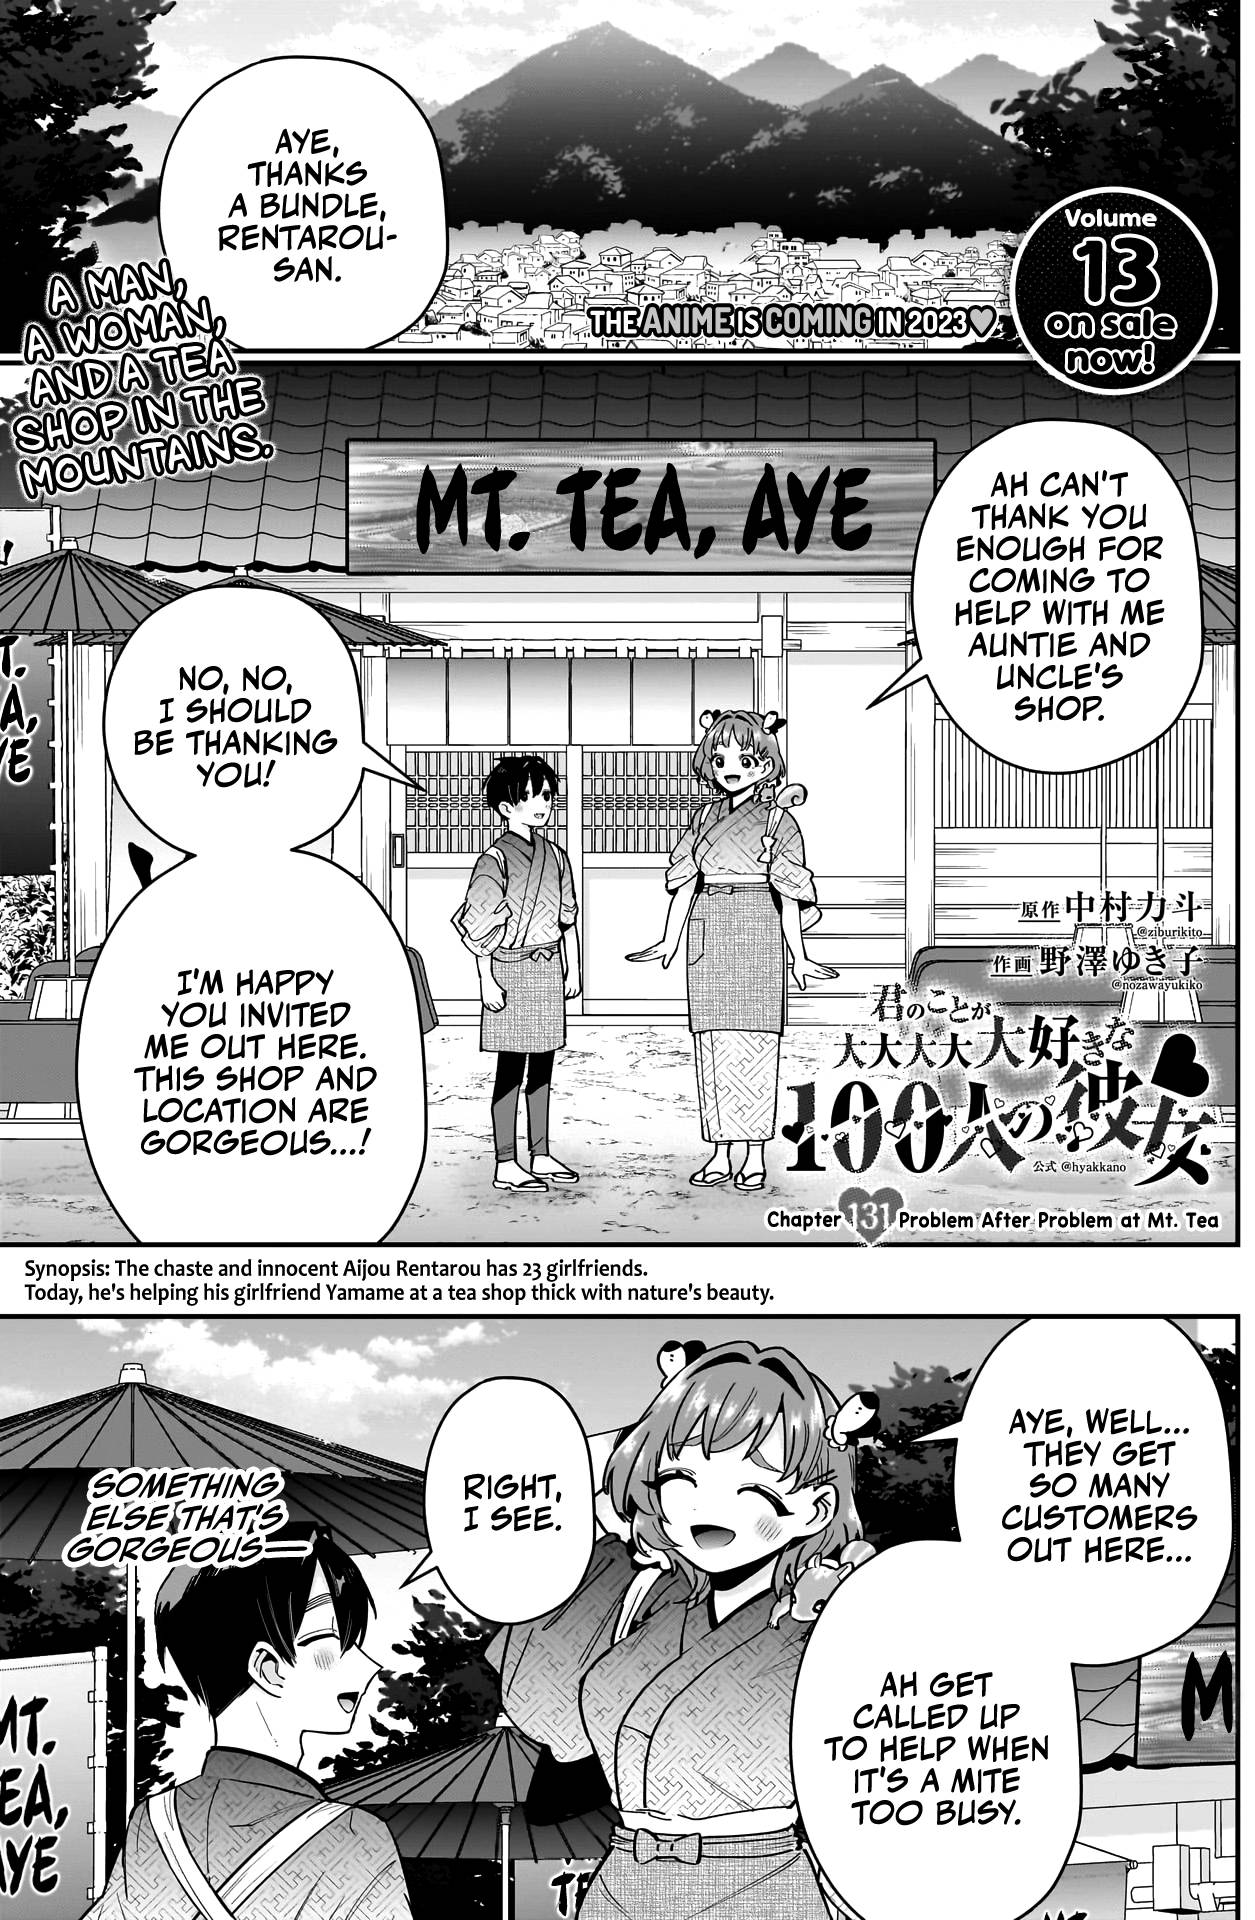 AYE,
THANKS
A BUNDLE,
RENTAROU-
SAN.
Volume
13
on sale
now!
THE ANIME IS COMING IN 2023♥
A MAN,
A WOMAN,
AND A TEA
SHOP IN THE
MOUNTAINS.
MT. TEA, AYE
AH CAN'T
THANK YOU
ENOUGH FOR
COMING TO
HELP WITH ME
AUNTIE AND
UNCLE'S
SHOP.
NO, NO,
I SHOULD
BE THANKING
YOU!
I'M HAPPY
YOU INVITED
ME OUT HERE.
THIS SHOP AND
LOCATION ARE
GORGEOUS...!
T.
A,
YE
原作 中村力斗
@ziburikito
作画 野澤ゆき子
@nozawayukiko
君のことが
大大大大大好きな
100人の彼女
公式 @hyakkano
Chapter 131 Problem After Problem at Mt. Tea
Synopsis: The chaste and innocent Aijou Rentarou has 23 girlfriends.
Today, he's helping his girlfriend Yamame at a tea shop thick with nature's beauty.
AYE, WELL...
THEY GET
SO MANY
CUSTOMERS
OUT HERE...
AH GET
CALLED UP
TO HELP WHEN
IT'S A MITE
TOO BUSY.
RIGHT,
I SEE.
SOMETHING
ELSE THAT'S
GORGEOUS—
M
MT.
TEA,
AYE
TE